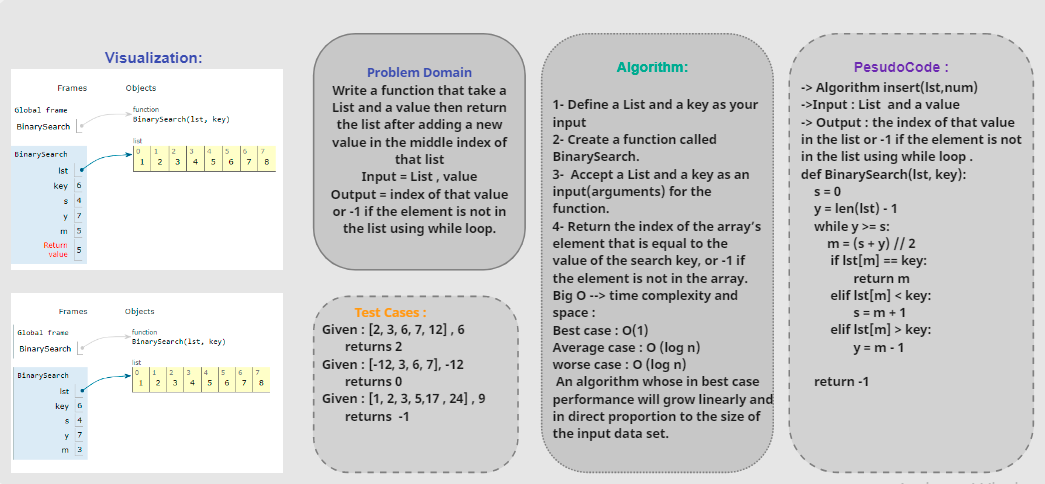 Visualization:
Frames Objects
Global frame
BinarySearch
function
BinarySearch(lst, key)
list
0 1 2 3 4 5 6 7
1 2 3 4 5 6 7 8
BinarySearch
lst
key 6
s 4
y 7
m 5
Return
value 5
Frames Objects
Global frame
BinarySearch
function
BinarySearch(lst, key)
list
0 1 2 3 4 5 6 7
1 2 3 4 5 6 7 8
BinarySearch
lst
key 6
s 4
y 7
m 3
Problem Domain
Write a function that take a
List and a value then return
the list after adding a new
value in the middle index of
that list
Input = List , value
Output = index of that value
or -1 if the element is not in
the list using while loop.
Test Cases :
Given : [2, 3, 6, 7, 12] , 6
returns 2
Given : [-12, 3, 6, 7], -12
returns 0
Given : [1, 2, 3, 5,17 , 24] , 9
returns -1
Algorithm:
1- Define a List and a key as your
input
2- Create a function called
BinarySearch.
3- Accept a List and a key as an
input(arguments) for the
function.
4- Return the index of the array's
element that is equal to the
value of the search key, or -1 if
the element is not in the array.
Big O --> time complexity and
space :
Best case : O(1)
Average case : O (log n)
worse case : O (log n)
An algorithm whose in best case
performance will grow linearly and
in direct proportion to the size of
the input data set.
PesudoCode :
-> Algorithm insert(lst,num)
->Input : List and a value
-> Output : the index of that value
in the list or -1 if the element is not
in the list using while loop .
def BinarySearch(lst, key):
s = 0
y = len(lst) - 1
while y >= s:
m = (s + y) // 2
if lst[m] == key:
return m
elif lst[m] < key:
s = m + 1
elif lst[m] > key:
y = m - 1
return -1